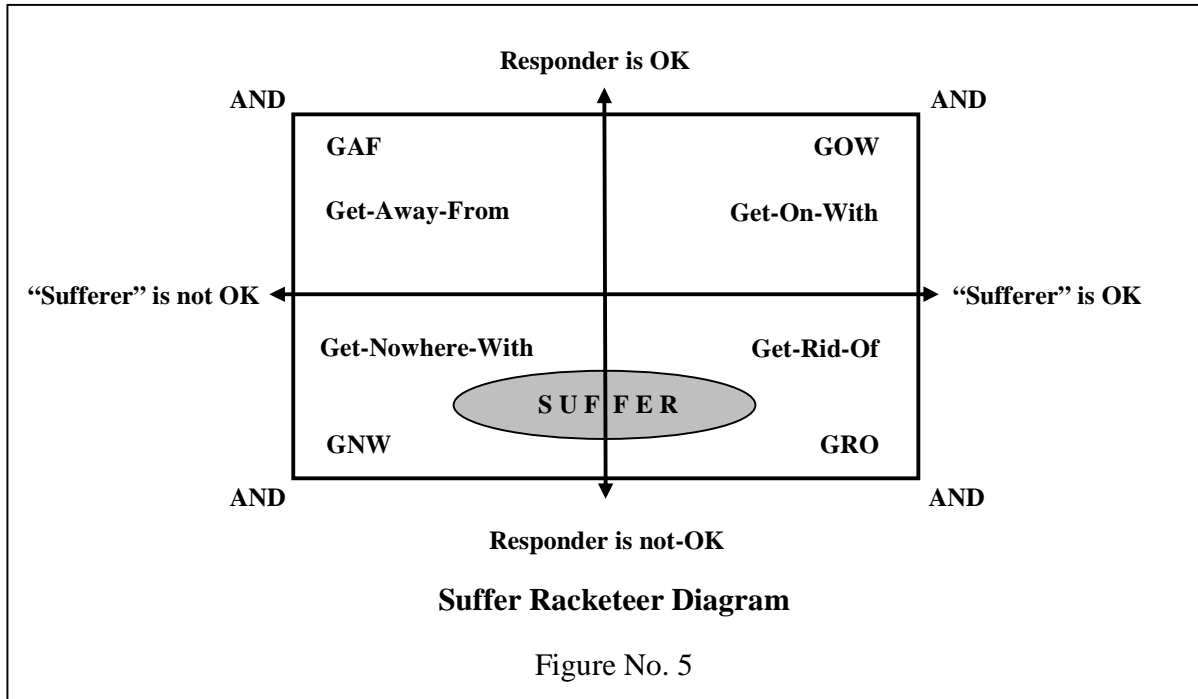 Responder is OK
AND AND
GAF GOW
Get-Away-From Get-On-With
“Sufferer” is not OK “Sufferer” is OK
Get-Nowhere-With Get-Rid-Of
S U F F E R
GNW GRO
AND AND
Responder is not-OK
Suffer Racketeer Diagram
Figure No. 5